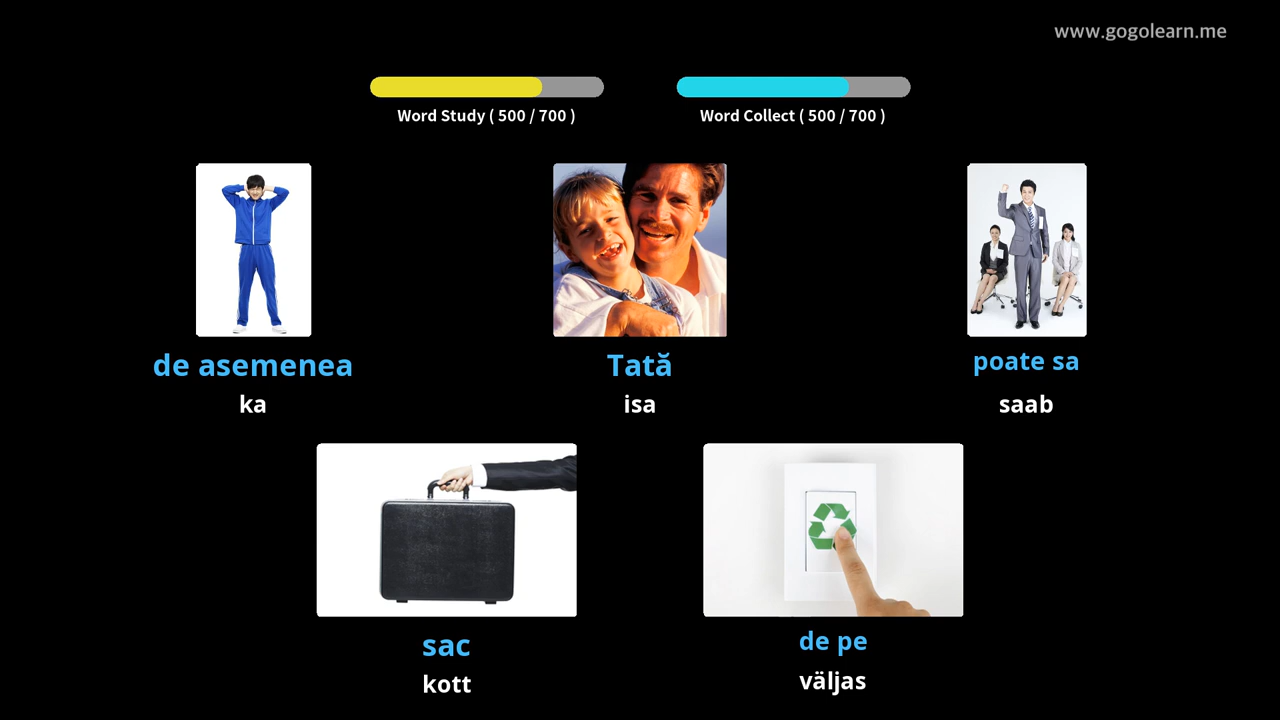 www.gogolearn.me
Word Study ( 500 / 700 )
Word Collect ( 500 / 700 )
de asemenea
ka
Tată
isa
poate sa
saab
sac
kott
de pe
väljas